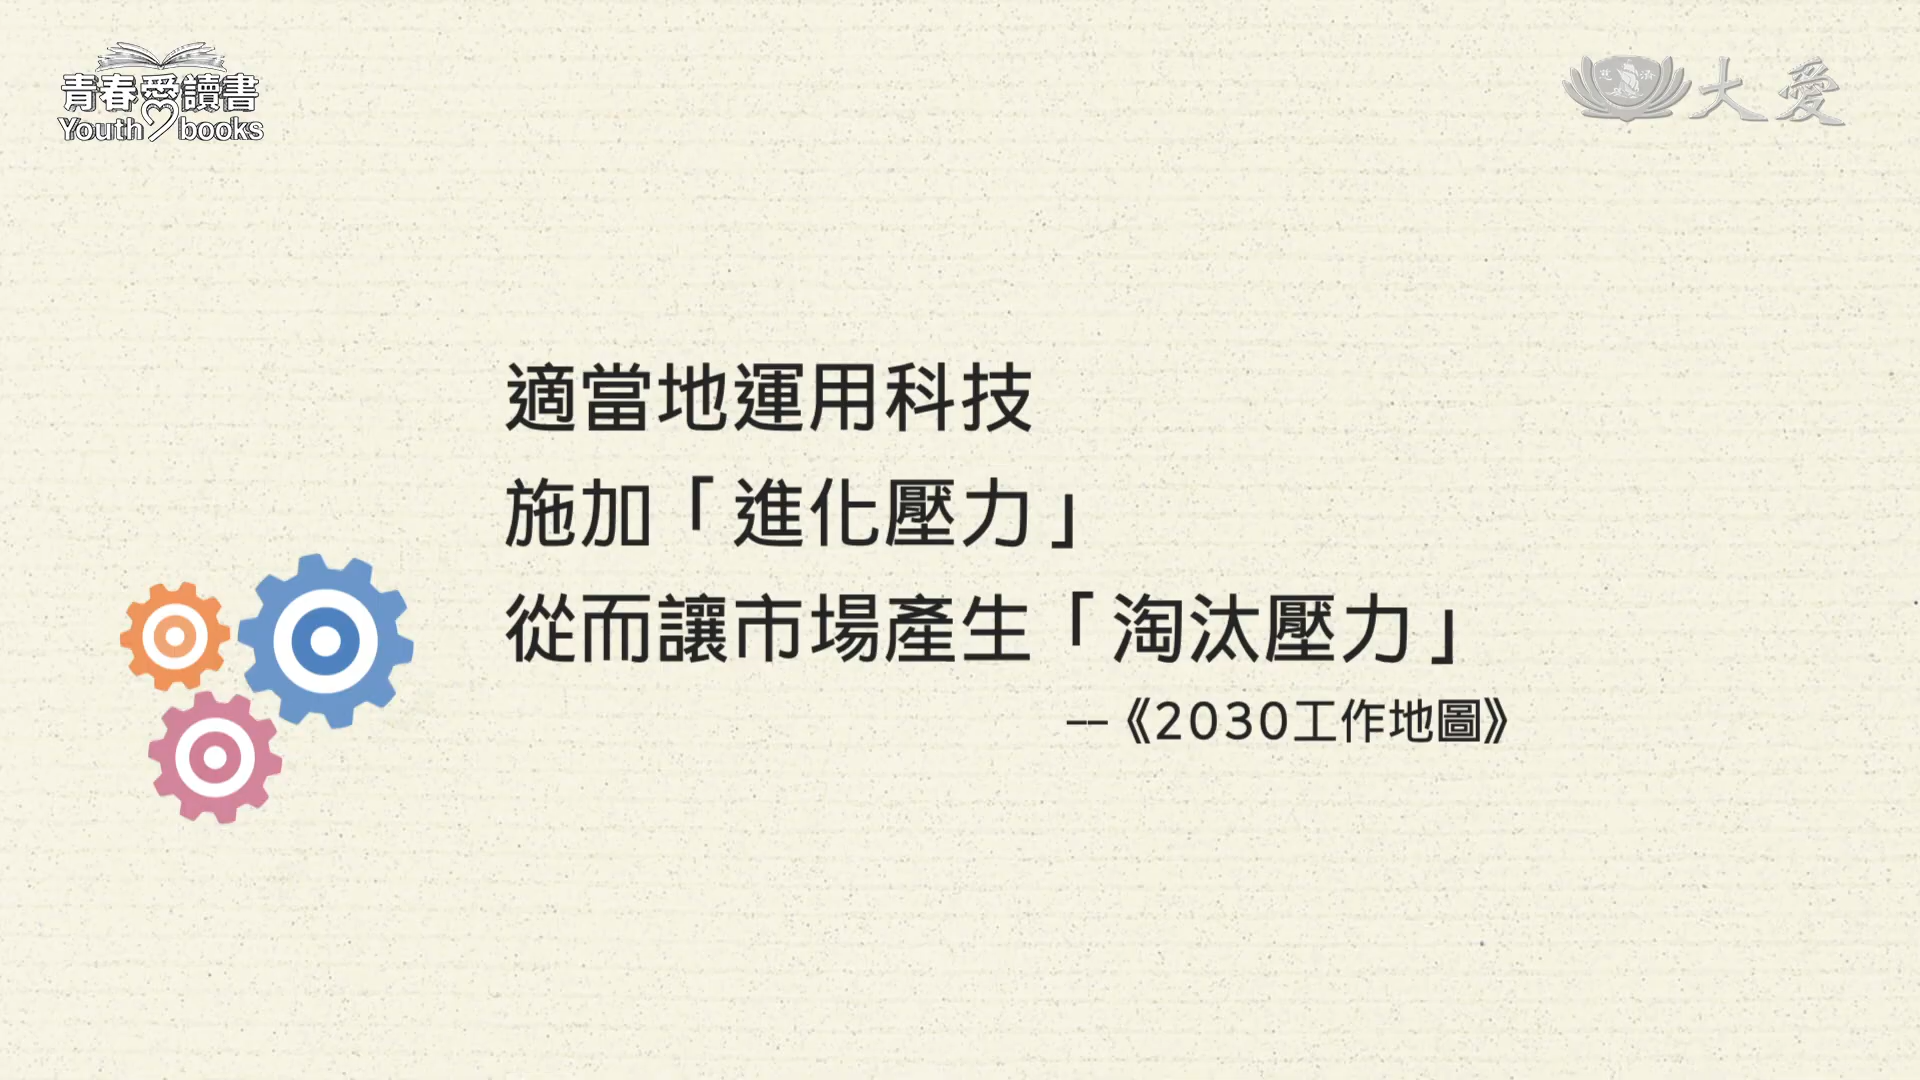 青春愛讀書
Youth books
大愛
適當地運用科技
施加「進化壓力」
從而讓市場產生「淘汰壓力」
--《2030工作地圖》